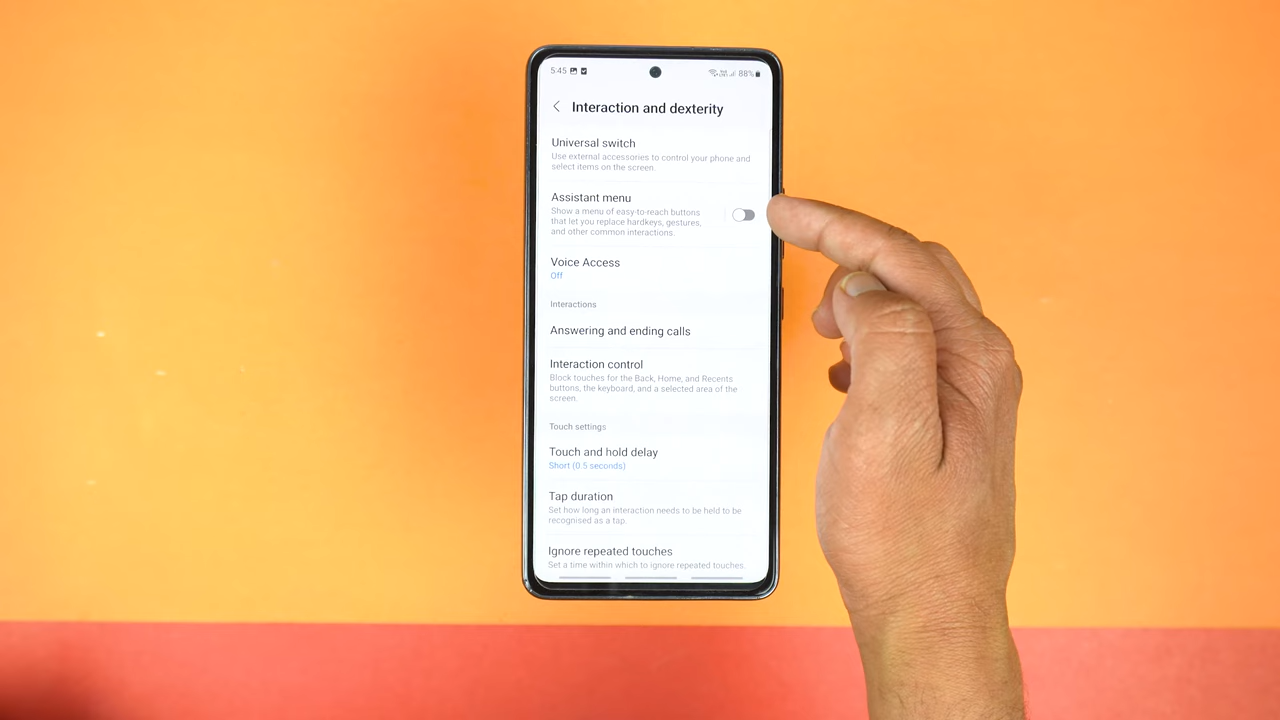 5:45 88%
Interaction and dexterity
Universal switch
Use external accessories to control your phone and
select items on the screen.
Assistant menu
Show a menu of easy-to-reach buttons
that let you replace hardkeys, gestures,
and other common interactions.
Voice Access
Off
Interactions
Answering and ending calls
Interaction control
Block touches for the Back, Home, and Recents
buttons, the keyboard, and a selected area of the
screen.
Touch settings
Touch and hold delay
Short (0.5 seconds)
Tap duration
Set how long an interaction needs to be held to be
recognised as a tap.
Ignore repeated touches
Set a time within which to ignore repeated touches.